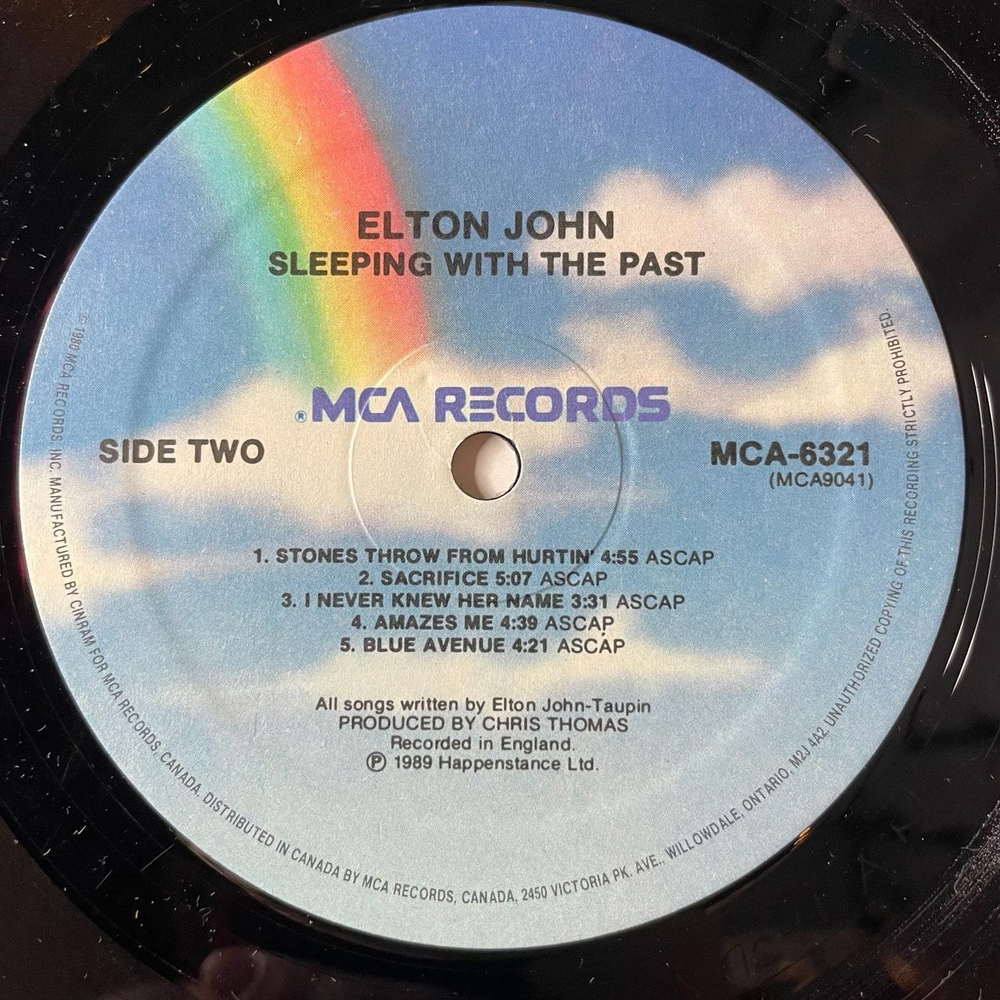 ELTON JOHN
SLEEPING WITH THE PAST
® MCA RECORDS
SIDE TWO
MCA-6321
(MCA9041)
1. STONES THROW FROM HURTIN' 4:55 ASCAP
2. SACRIFICE 5:07 ASCAP
3. I NEVER KNEW HER NAME 3:31 ASCAP
4. AMAZES ME 4:39 ASCAP
5. BLUE AVENUE 4:21 ASCAP
All songs written by Elton John-Taupin
PRODUCED BY CHRIS THOMAS
Recorded in England.
℗ 1989 Happenstance Ltd.
© 1980 MCA RECORDS, INC. MANUFACTURED BY CINRAM FOR MCA RECORDS, CANADA. DISTRIBUTED IN CANADA BY MCA RECORDS, CANADA. 2450 VICTORIA PK. AVE., WILLOWDALE, ONTARIO, M2J 4A2. UNAUTHORIZED COPYING OF THIS RECORDING STRICTLY PROHIBITED.